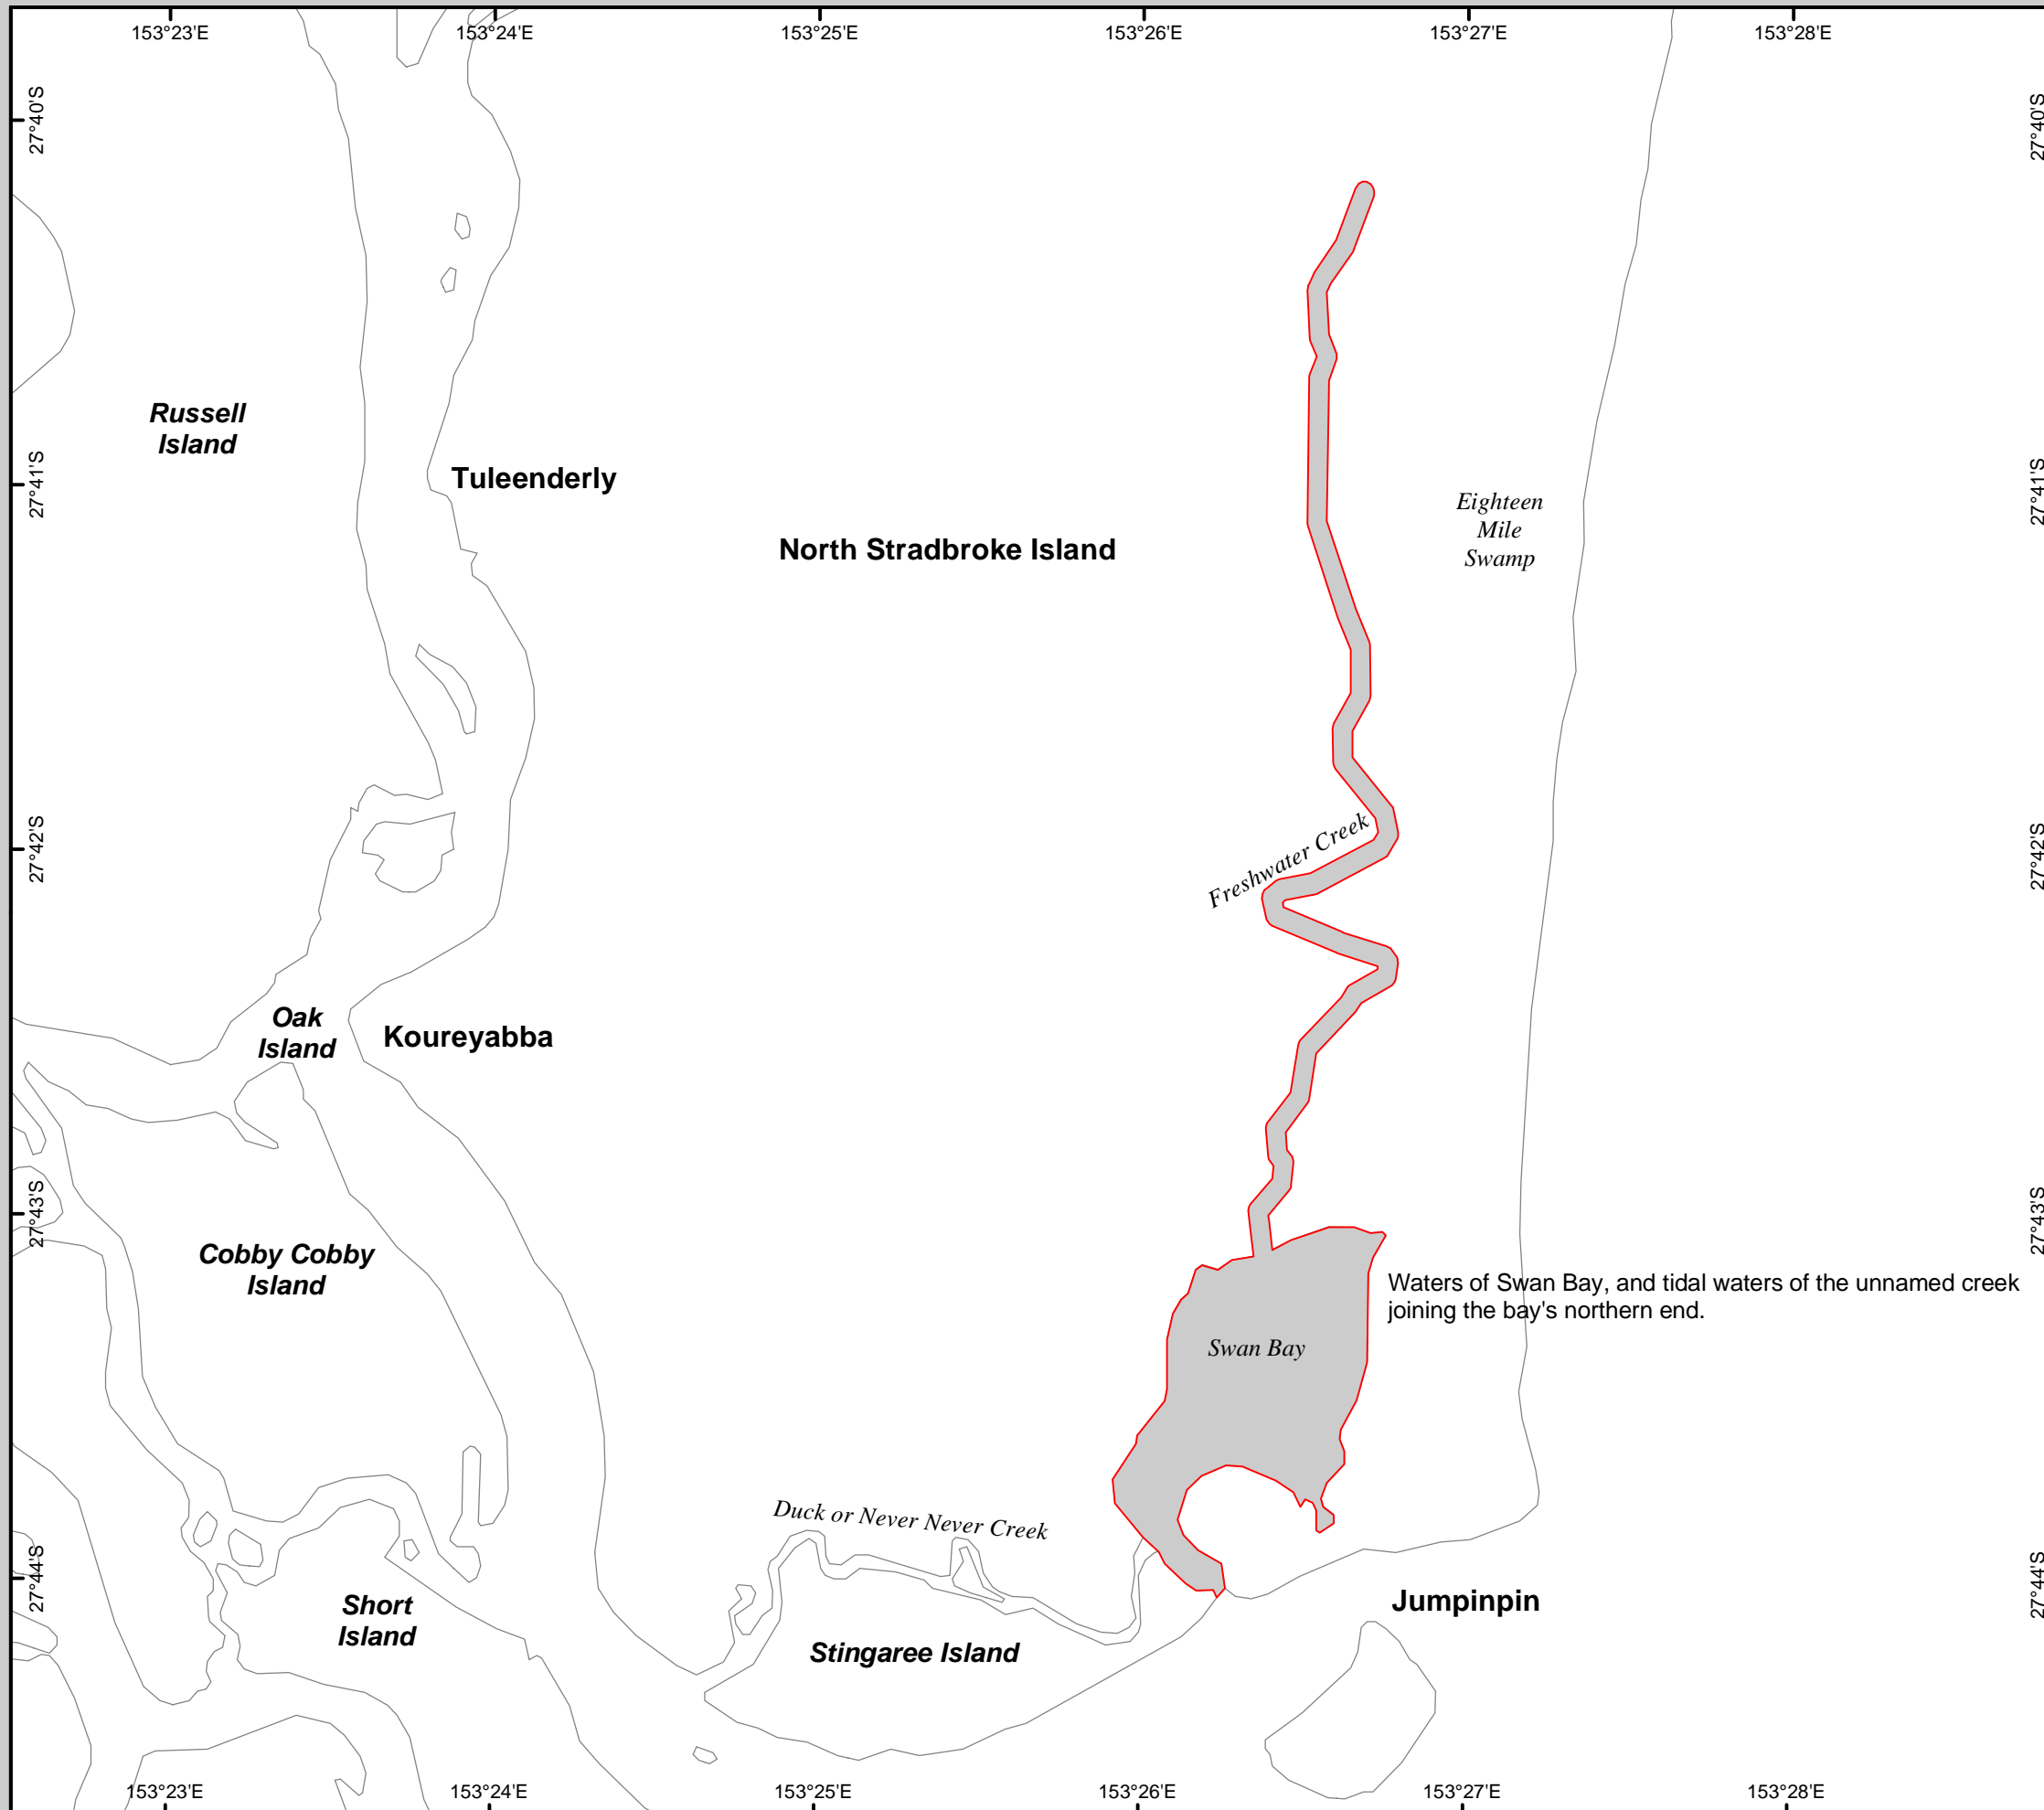 153°23'E
153°24'E
153°25'E
153°26'E
153°27'E
153°28'E
27°40'S
27°40'S
Russell
Island
Tuleenderly
27°41'S
27°41'S
Eighteen
Mile
Swamp
North Stradbroke Island
27°42'S
27°42'S
Freshwater Creek
Oak
Island
Koureyabba
27°43'S
27°43'S
Cobby Cobby
Island
Waters of Swan Bay, and tidal waters of the unnamed creek
joining the bay's northern end.
Swan Bay
Duck or Never Never Creek
27°44'S
27°44'S
Short
Island
Jumpinpin
Stingaree Island
153°23'E
153°24'E
153°25'E
153°26'E
153°27'E
153°28'E